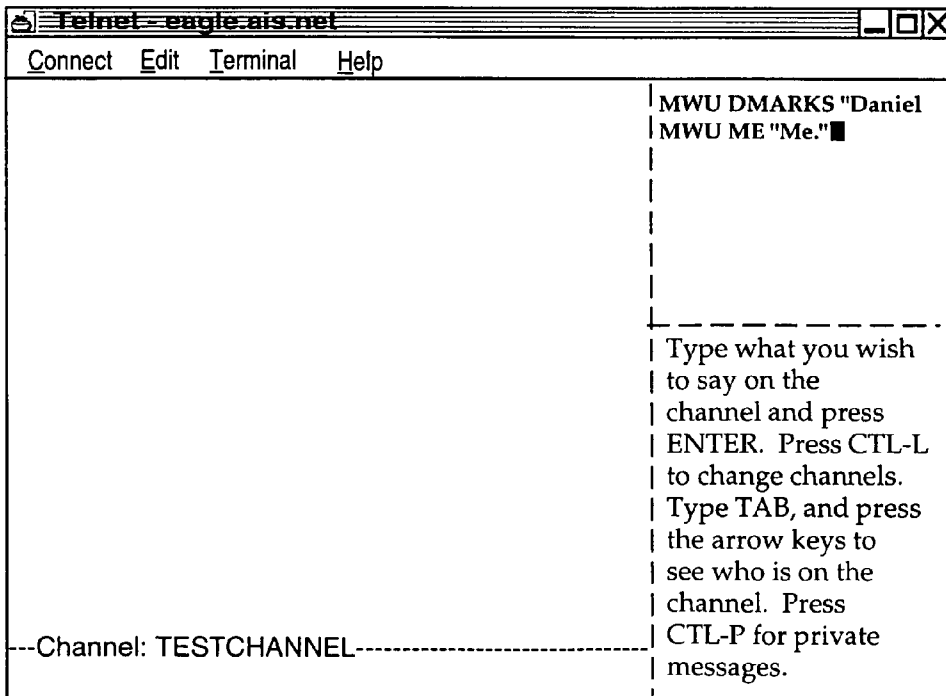 Telnet - eagle.ais.net
Connect Edit Terminal Help
MWU DMARKS "Daniel
MWU ME "Me."
Type what you wish
to say on the
channel and press
ENTER. Press CTL-L
to change channels.
Type TAB, and press
the arrow keys to
see who is on the
channel. Press
CTL-P for private
messages.
---Channel: TESTCHANNEL---------------------------